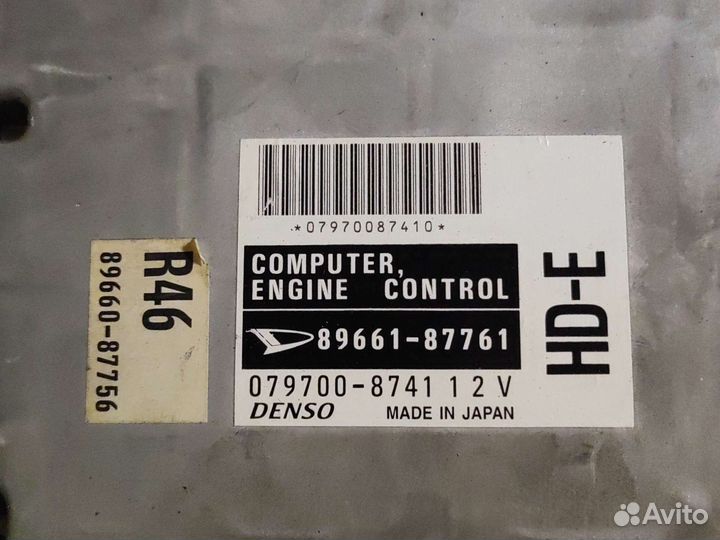 *07970087410*
COMPUTER,
ENGINE CONTROL
89661-87761
079700-8741 12V
DENSO MADE IN JAPAN
HD-E
R46
89660-87756
Avito